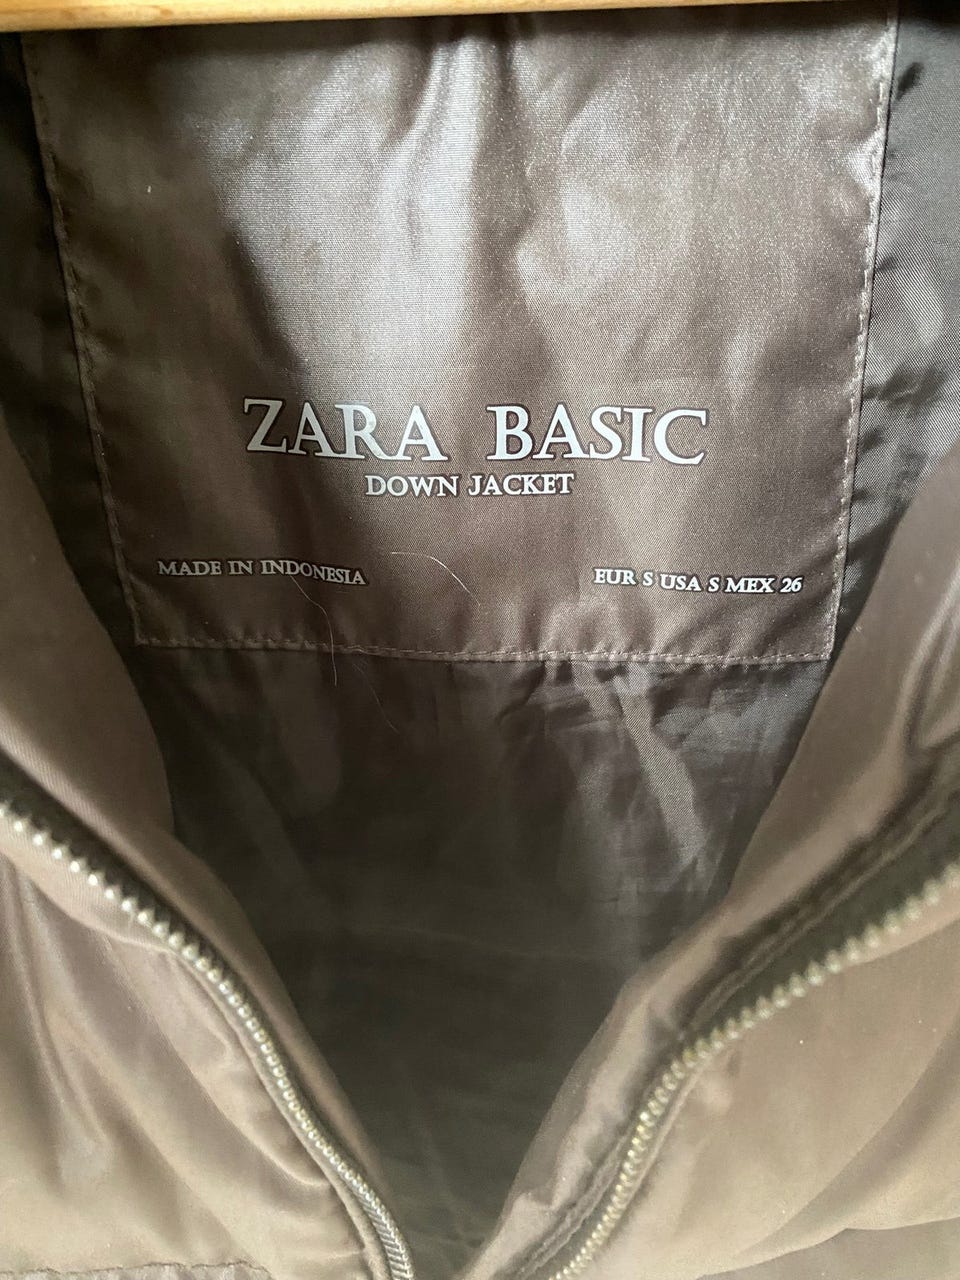 ZARA BASIC
DOWN JACKET
MADE IN INDONESIA
EUR S USA S MEX 26